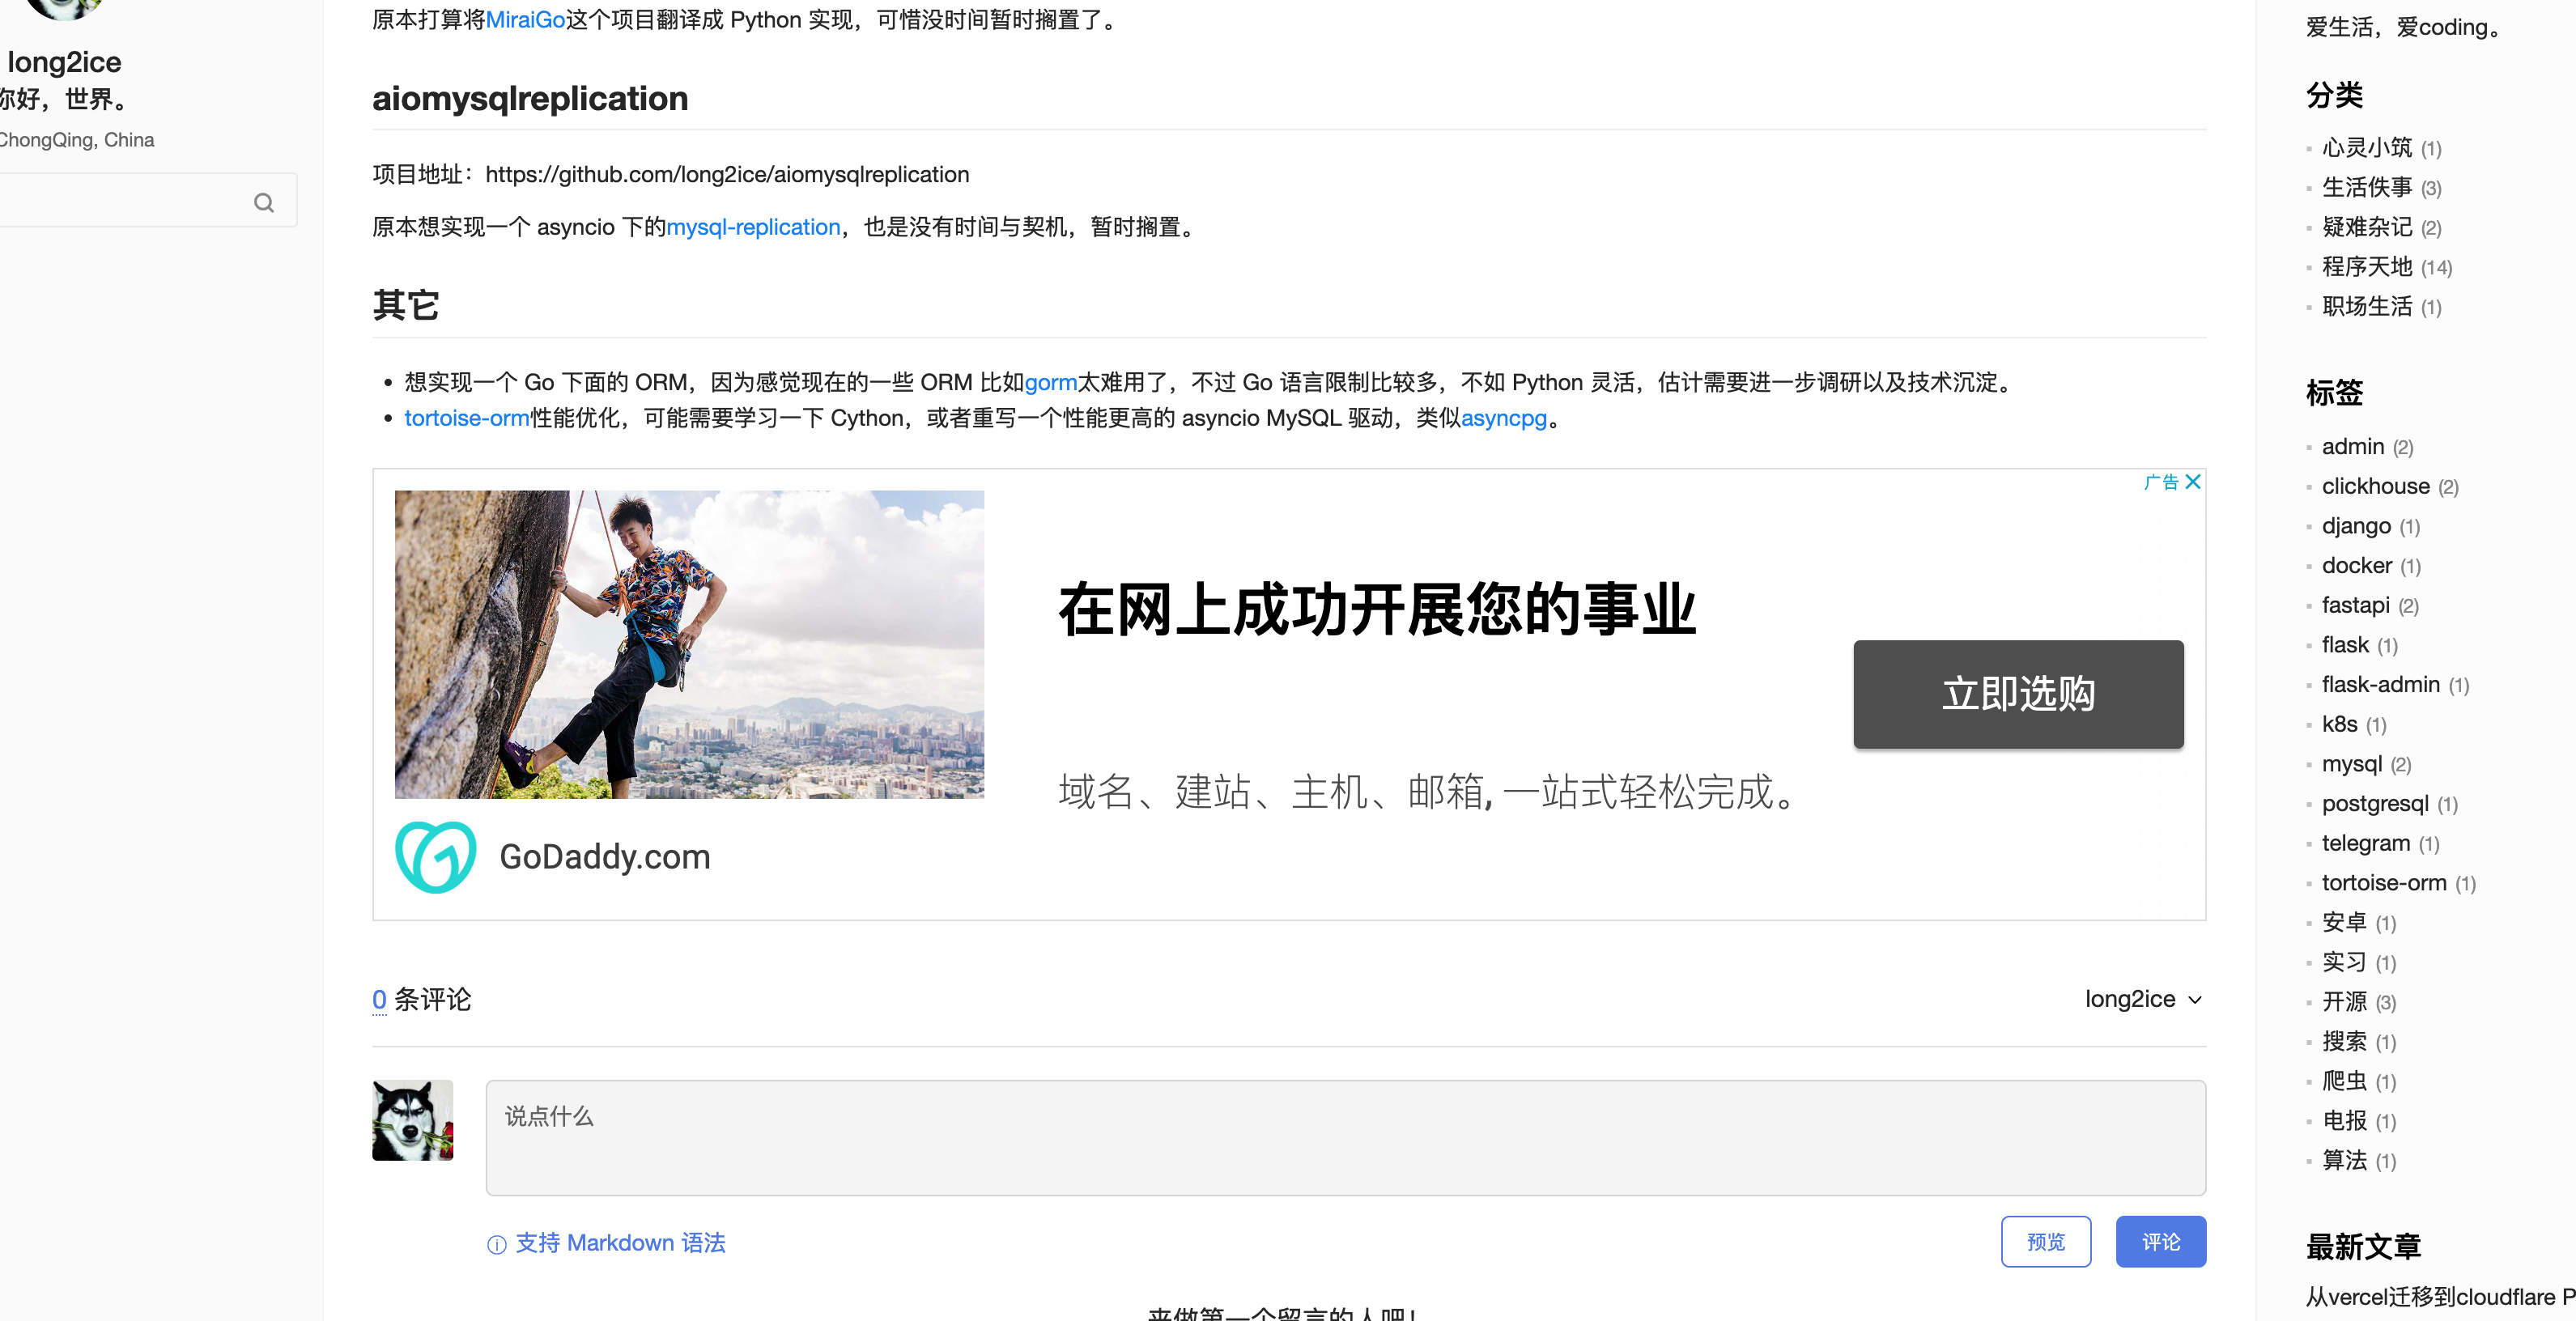 long2ice
你好，世界。
ChongQing, China
原本打算将MiraiGo这个项目翻译成 Python 实现，可惜没时间暂时搁置了。
aiomysqlreplication
项目地址：https://github.com/long2ice/aiomysqlreplication
原本想实现一个 asyncio 下的mysql-replication，也是没有时间与契机，暂时搁置。
其它
想实现一个 Go 下面的 ORM，因为感觉现在的一些 ORM 比如gorm太难用了，不过 Go 语言限制比较多，不如 Python 灵活，估计需要进一步调研以及技术沉淀。
tortoise-orm性能优化，可能需要学习一下 Cython，或者重写一个性能更高的 asyncio MySQL 驱动，类似asyncpg。
广告
在网上成功开展您的事业
立即选购
域名、建站、主机、邮箱, 一站式轻松完成。
GoDaddy.com
0 条评论
long2ice
说点什么
支持 Markdown 语法
预览
评论
来做第一个留言的人吧！
爱生活，爱coding。
分类
心灵小筑 (1)
生活佚事 (3)
疑难杂记 (2)
程序天地 (14)
职场生活 (1)
标签
admin (2)
clickhouse (2)
django (1)
docker (1)
fastapi (2)
flask (1)
flask-admin (1)
k8s (1)
mysql (2)
postgresql (1)
telegram (1)
tortoise-orm (1)
安卓 (1)
实习 (1)
开源 (3)
搜索 (1)
爬虫 (1)
电报 (1)
算法 (1)
最新文章
从vercel迁移到cloudflare P